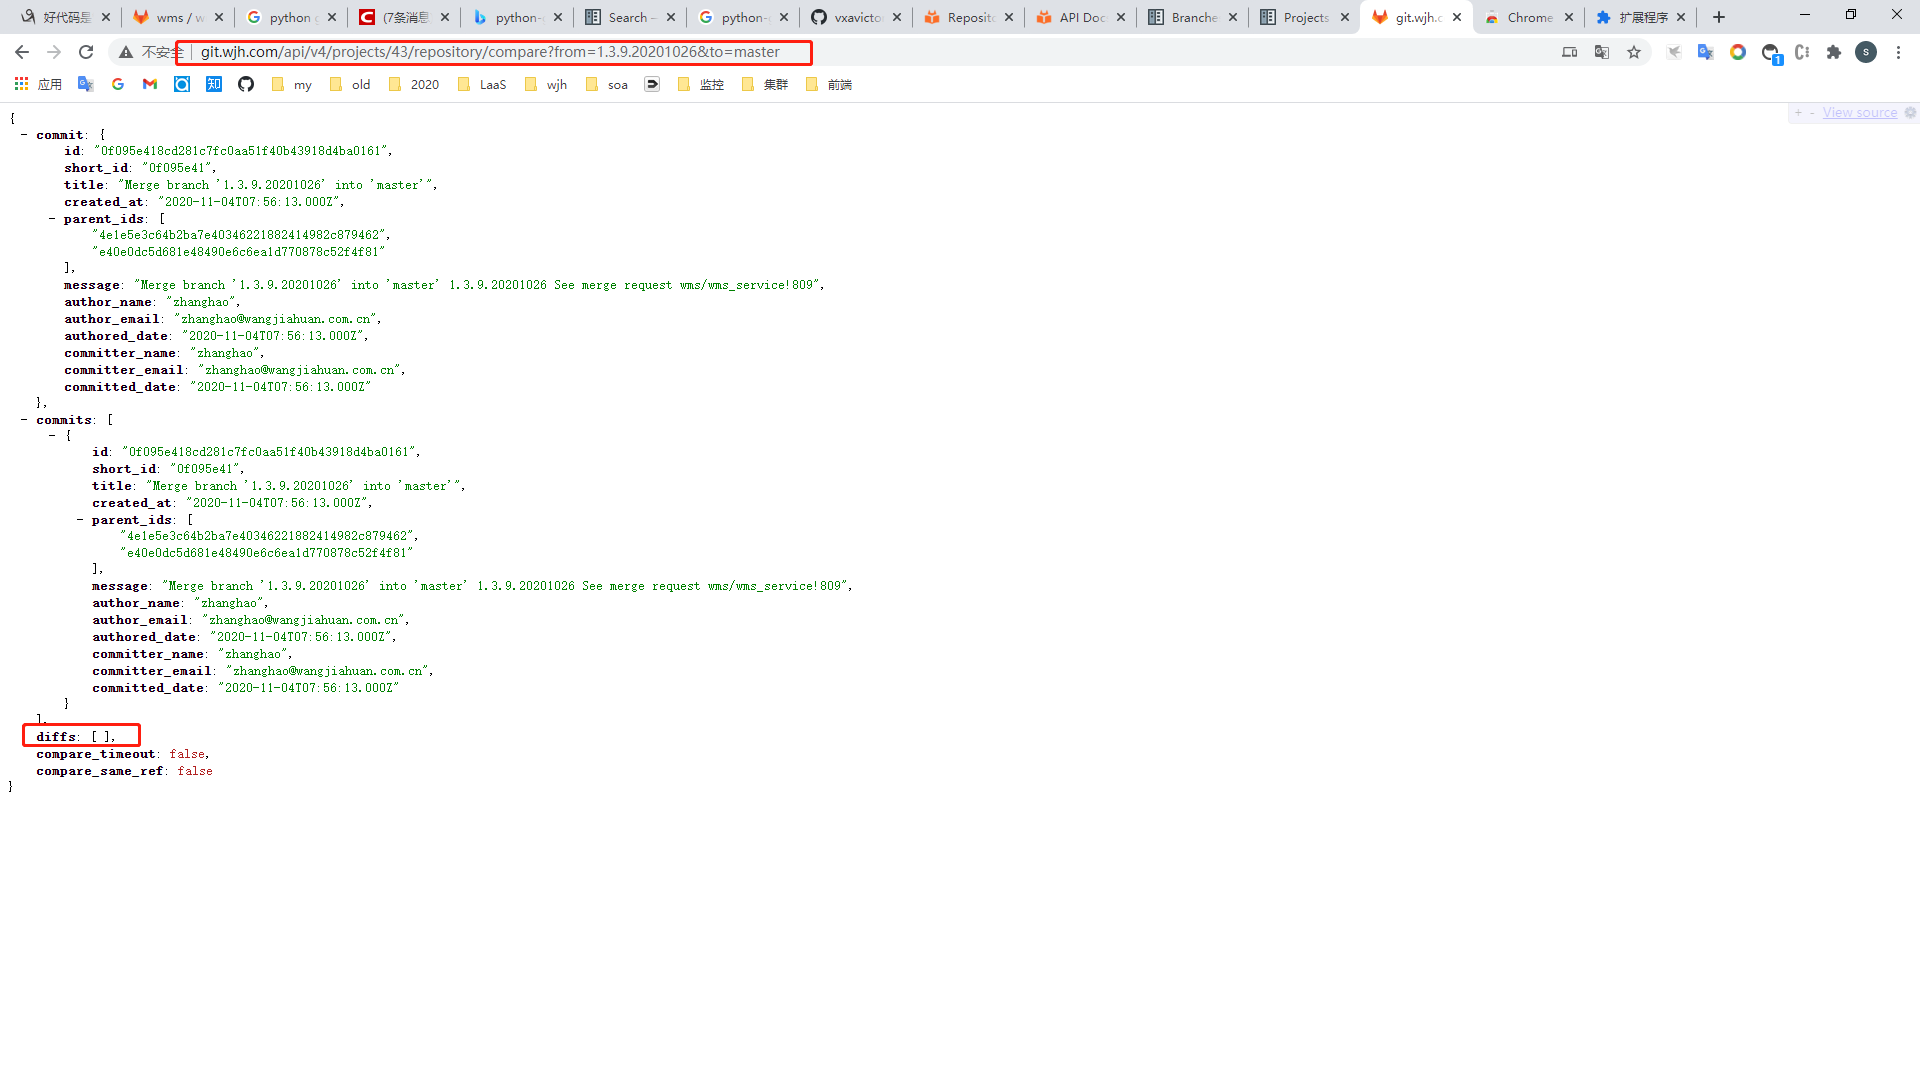 好代码是
wms / w
python g
(7条消息
python-
Search –
python-
vxavicto
Reposito
API Doc
Branche
Projects
git.wjh.c
Chrome
扩展程序
不安全 | git.wjh.com/api/v4/projects/43/repository/compare?from=1.3.9.20201026&to=master
应用 my old 2020 LaaS wjh soa 监控 集群 前端
+ - View source
{
- commit: {
id: "0f095e418cd281c7fc0aa51f40b43918d4ba0161",
short_id: "0f095e41",
title: "Merge branch '1.3.9.20201026' into 'master'",
created_at: "2020-11-04T07:56:13.000Z",
- parent_ids: [
"4e1e5e3c64b2ba7e40346221882414982c879462",
"e40e0dc5d681e48490e6c6ea1d770878c52f4f81"
],
message: "Merge branch '1.3.9.20201026' into 'master' 1.3.9.20201026 See merge request wms/wms_service!809",
author_name: "zhanghao",
author_email: "zhanghao@wangjiahuan.com.cn",
authored_date: "2020-11-04T07:56:13.000Z",
committer_name: "zhanghao",
committer_email: "zhanghao@wangjiahuan.com.cn",
committed_date: "2020-11-04T07:56:13.000Z"
},
- commits: [
- {
id: "0f095e418cd281c7fc0aa51f40b43918d4ba0161",
short_id: "0f095e41",
title: "Merge branch '1.3.9.20201026' into 'master'",
created_at: "2020-11-04T07:56:13.000Z",
- parent_ids: [
"4e1e5e3c64b2ba7e40346221882414982c879462",
"e40e0dc5d681e48490e6c6ea1d770878c52f4f81"
],
message: "Merge branch '1.3.9.20201026' into 'master' 1.3.9.20201026 See merge request wms/wms_service!809",
author_name: "zhanghao",
author_email: "zhanghao@wangjiahuan.com.cn",
authored_date: "2020-11-04T07:56:13.000Z",
committer_name: "zhanghao",
committer_email: "zhanghao@wangjiahuan.com.cn",
committed_date: "2020-11-04T07:56:13.000Z"
}
],
diffs: [ ],
compare_timeout: false,
compare_same_ref: false
}